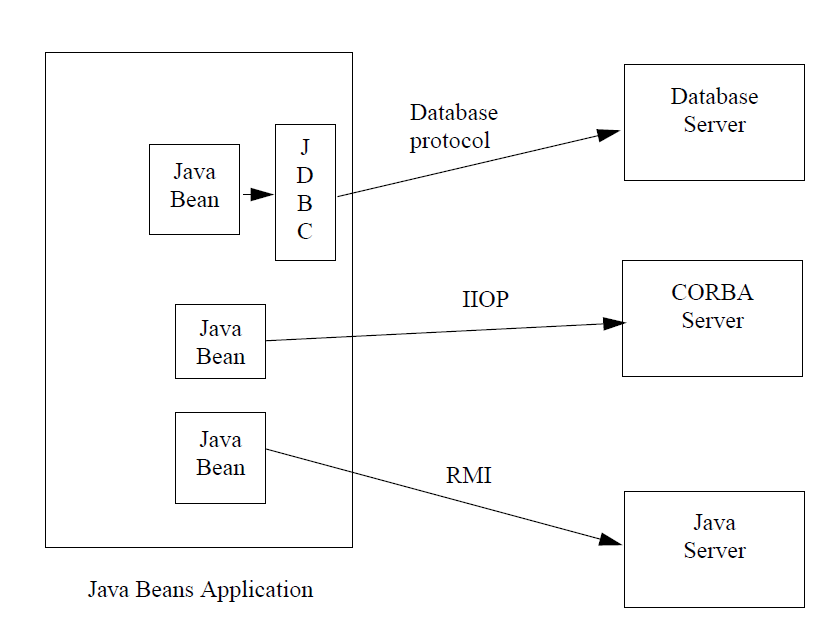 Database
Server
Database
protocol
Java
Bean
J
D
B
C
IIOP
CORBA
Server
Java
Bean
Java
Bean
RMI
Java
Server
Java Beans Application